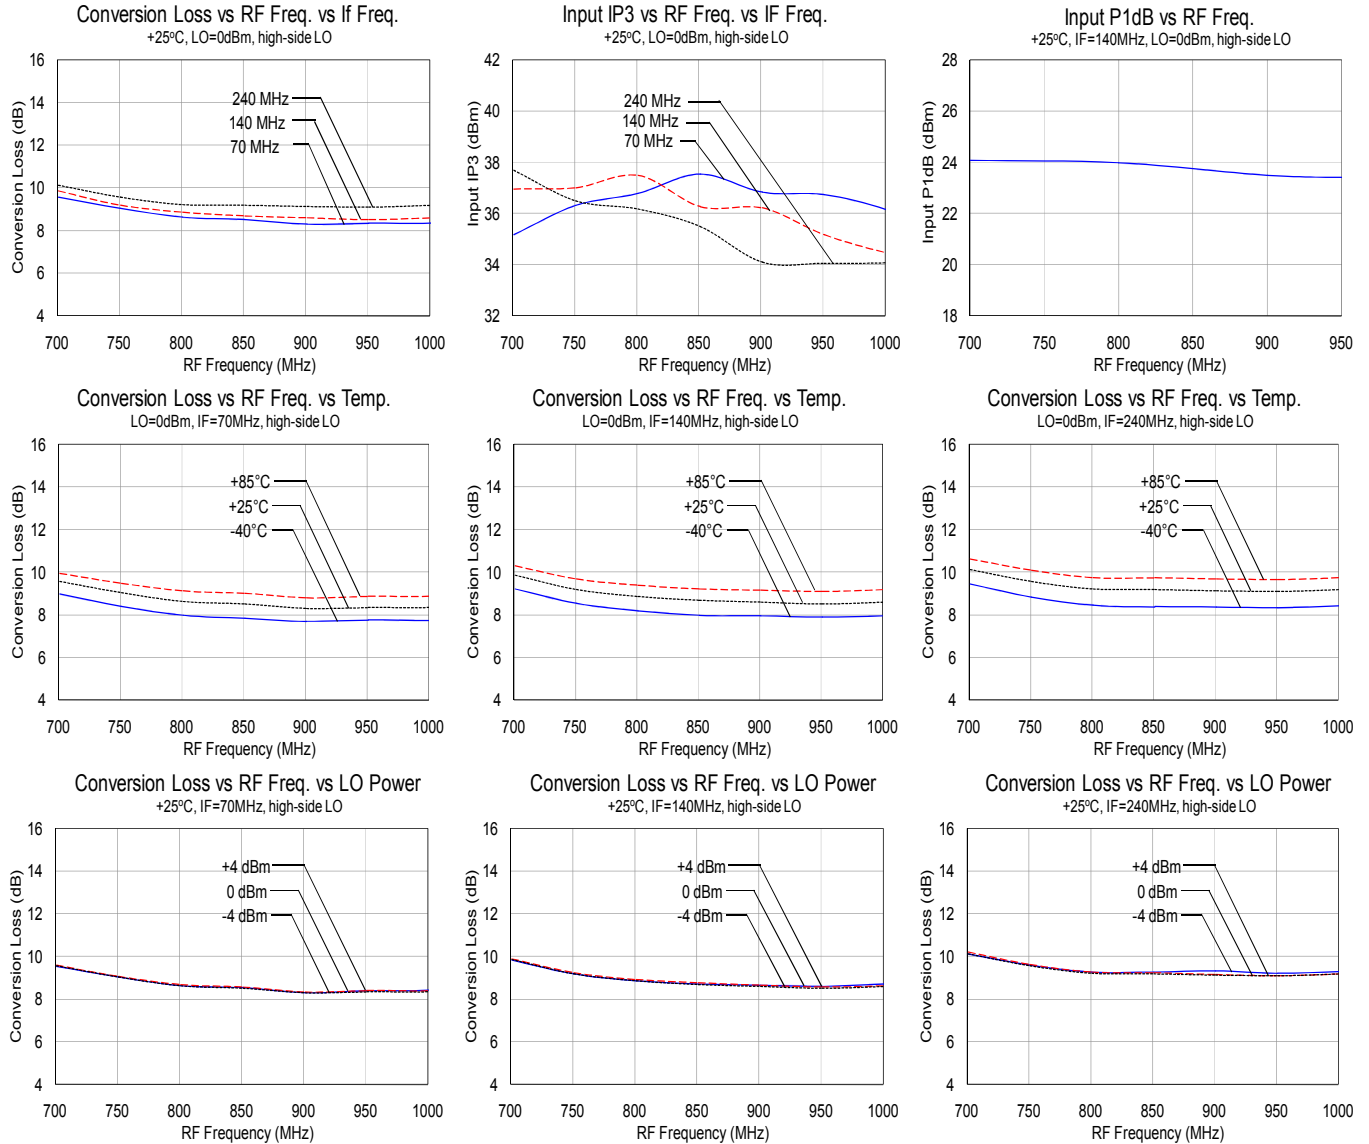 Conversion Loss vs RF Freq. vs If Freq.
+25ºC, LO=0dBm, high-side LO
Conversion Loss (dB)
16
14
12
10
8
6
4
240 MHz
140 MHz
70 MHz
700 750 800 850 900 950 1000
RF Frequency (MHz)
Input IP3 vs RF Freq. vs IF Freq.
+25ºC, LO=0dBm, high-side LO
Input IP3 (dBm)
42
40
38
36
34
32
240 MHz
140 MHz
70 MHz
700 750 800 850 900 950 1000
RF Frequency (MHz)
Input P1dB vs RF Freq.
+25ºC, IF=140MHz, LO=0dBm, high-side LO
Input P1dB (dBm)
28
26
24
22
20
18
700 750 800 850 900 950
RF Frequency (MHz)
Conversion Loss vs RF Freq. vs Temp.
LO=0dBm, IF=70MHz, high-side LO
Conversion Loss (dB)
16
14
12
10
8
6
4
+85°C
+25°C
-40°C
700 750 800 850 900 950 1000
RF Frequency (MHz)
Conversion Loss vs RF Freq. vs Temp.
LO=0dBm, IF=140MHz, high-side LO
Conversion Loss (dB)
16
14
12
10
8
6
4
+85°C
+25°C
-40°C
700 750 800 850 900 950 1000
RF Frequency (MHz)
Conversion Loss vs RF Freq. vs Temp.
LO=0dBm, IF=240MHz, high-side LO
Conversion Loss (dB)
16
14
12
10
8
6
4
+85°C
+25°C
-40°C
700 750 800 850 900 950 1000
RF Frequency (MHz)
Conversion Loss vs RF Freq. vs LO Power
+25ºC, IF=70MHz, high-side LO
Conversion Loss (dB)
16
14
12
10
8
6
4
+4 dBm
0 dBm
-4 dBm
700 750 800 850 900 950 1000
RF Frequency (MHz)
Conversion Loss vs RF Freq. vs LO Power
+25ºC, IF=140MHz, high-side LO
Conversion Loss (dB)
16
14
12
10
8
6
4
+4 dBm
0 dBm
-4 dBm
700 750 800 850 900 950 1000
RF Frequency (MHz)
Conversion Loss vs RF Freq. vs LO Power
+25ºC, IF=240MHz, high-side LO
Conversion Loss (dB)
16
14
12
10
8
6
4
+4 dBm
0 dBm
-4 dBm
700 750 800 850 900 950 1000
RF Frequency (MHz)